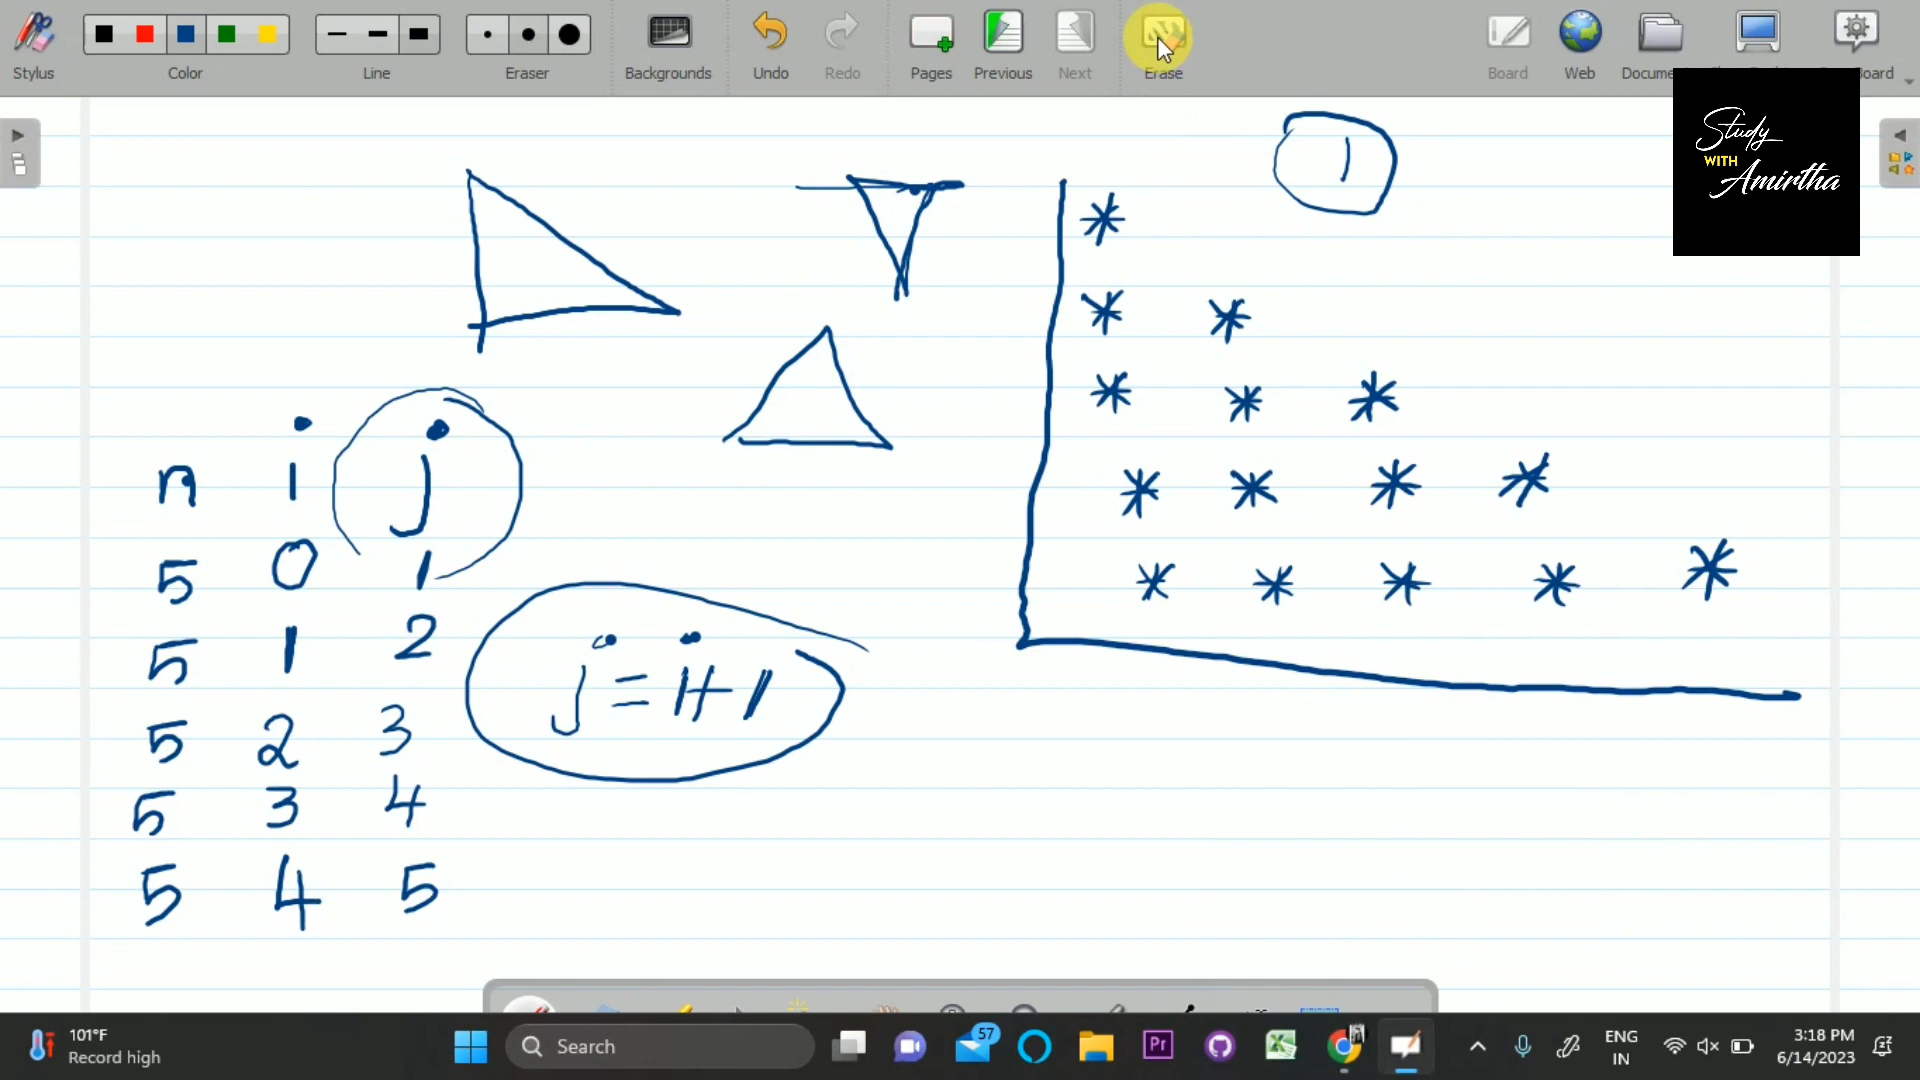 Stylus Color Line Eraser Backgrounds Undo Redo Pages Previous Next Erase Board Web
Study
WITH
Amirtha
1
*
* *
* * *
* * * *
* * * * *
n i j
5 0 1
5 1 2
5 2 3
5 3 4
5 4 5
j = i+1
101°F
Record high
Search
57
Pr
ENG
IN
3:18 PM
6/14/2023